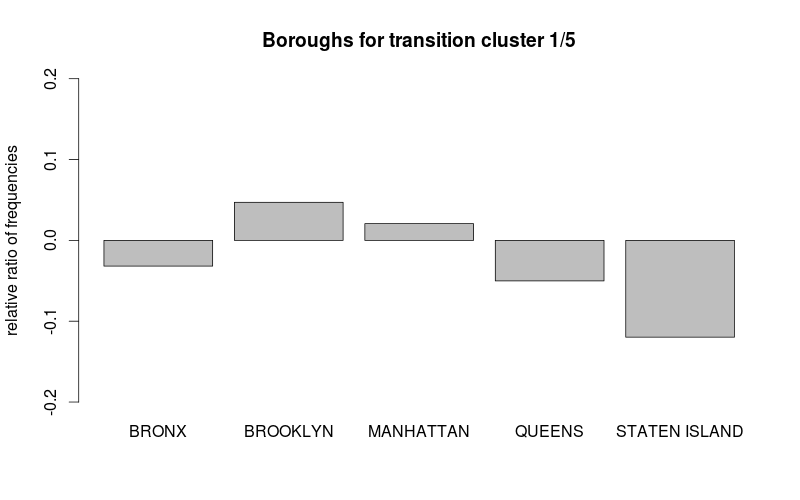 Boroughs for transition cluster 1/5
relative ratio of frequencies
0.2
0.1
0.0
-0.1
-0.2
BRONX BROOKLYN MANHATTAN QUEENS STATEN ISLAND